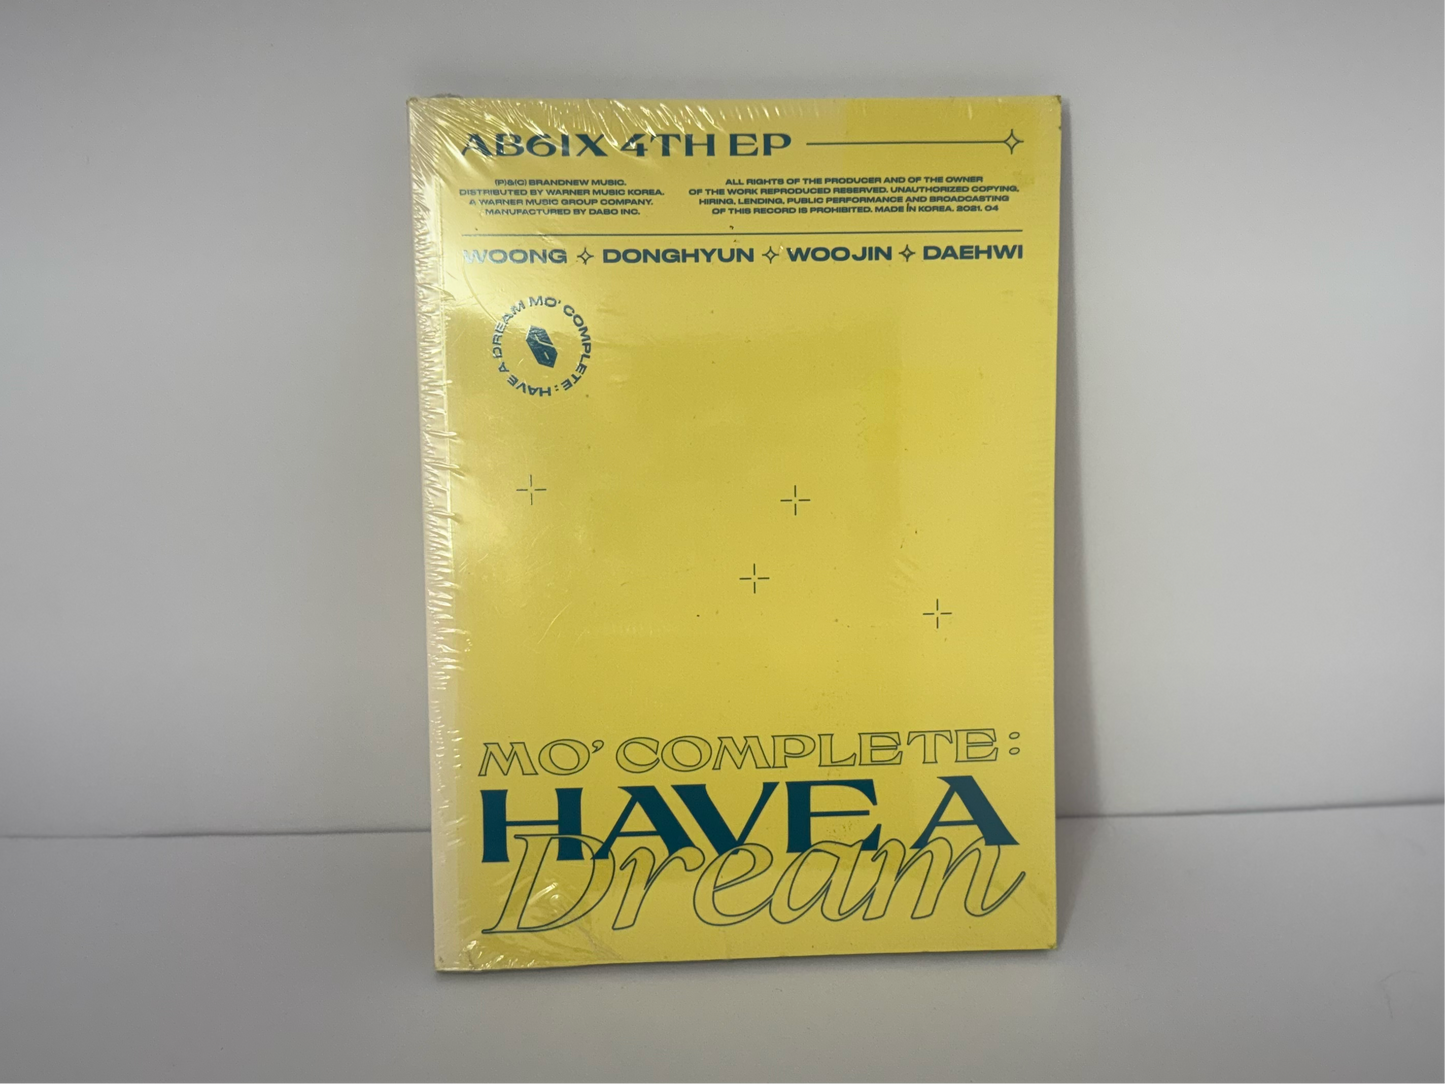 AB6IX 4TH EP
(P)&(C) BRANDNEW MUSIC.
DISTRIBUTED BY WARNER MUSIC KOREA.
A WARNER MUSIC GROUP COMPANY.
MANUFACTURED BY DABO INC.
ALL RIGHTS OF THE PRODUCER AND OF THE OWNER
OF THE WORK REPRODUCED RESERVED. UNAUTHORIZED COPYING,
HIRING, LENDING, PUBLIC PERFORMANCE AND BROADCASTING
OF THIS RECORD IS PROHIBITED. MADE IN KOREA. 2021. 04
WOONG DONGHYUN WOOJIN DAEHWI
MO' COMPLETE : HAVE A DREAM
MO' COMPLETE :
HAVE A
Dream